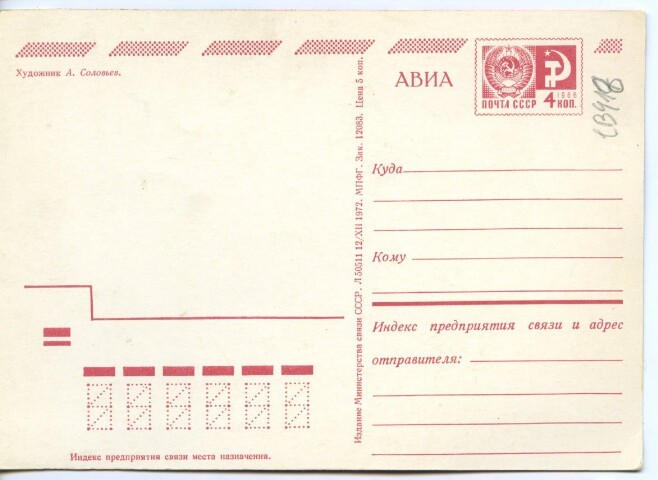 Художник А. Соловьев.
Индекс предприятия связи места назначения.
Издание Министерства связи СССР. Л 50511 12/XII 1972. МПФГ. Зак. 12083. Цена 5 коп.
АВИА
ПОЧТА СССР
1966
4 КОП.
Куда
Кому
Индекс предприятия связи и адрес
отправителя: